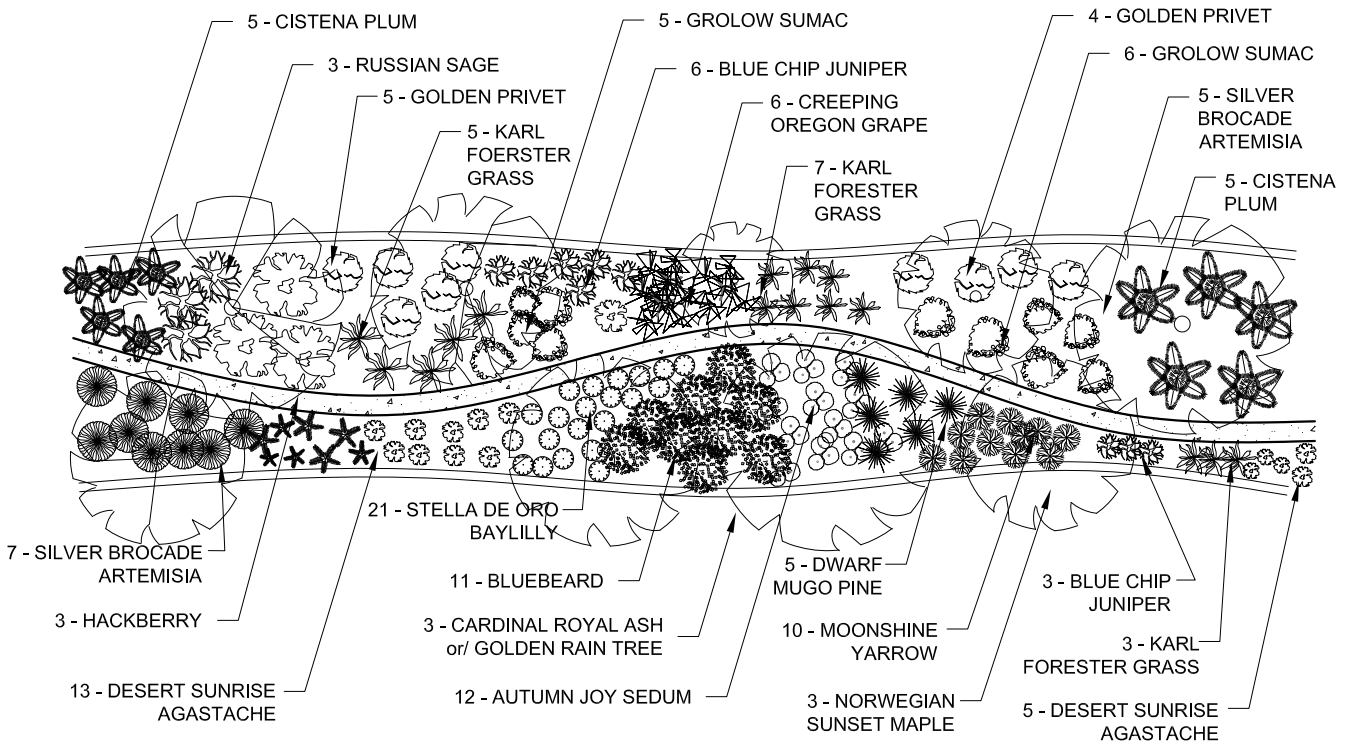 5 - CISTENA PLUM
3 - RUSSIAN SAGE
5 - GOLDEN PRIVET
5 - KARL
FOERSTER
GRASS
5 - GROLOW SUMAC
6 - BLUE CHIP JUNIPER
6 - CREEPING
OREGON GRAPE
7 - KARL
FORESTER
GRASS
4 - GOLDEN PRIVET
6 - GROLOW SUMAC
5 - SILVER
BROCADE
ARTEMISIA
5 - CISTENA
PLUM
7 - SILVER BROCADE
ARTEMISIA
3 - HACKBERRY
13 - DESERT SUNRISE
AGASTACHE
21 - STELLA DE ORO
BAYLILLY
11 - BLUEBEARD
3 - CARDINAL ROYAL ASH
or/ GOLDEN RAIN TREE
12 - AUTUMN JOY SEDUM
5 - DWARF
MUGO PINE
10 - MOONSHINE
YARROW
3 - NORWEGIAN
SUNSET MAPLE
3 - BLUE CHIP
JUNIPER
3 - KARL
FORESTER GRASS
5 - DESERT SUNRISE
AGASTACHE